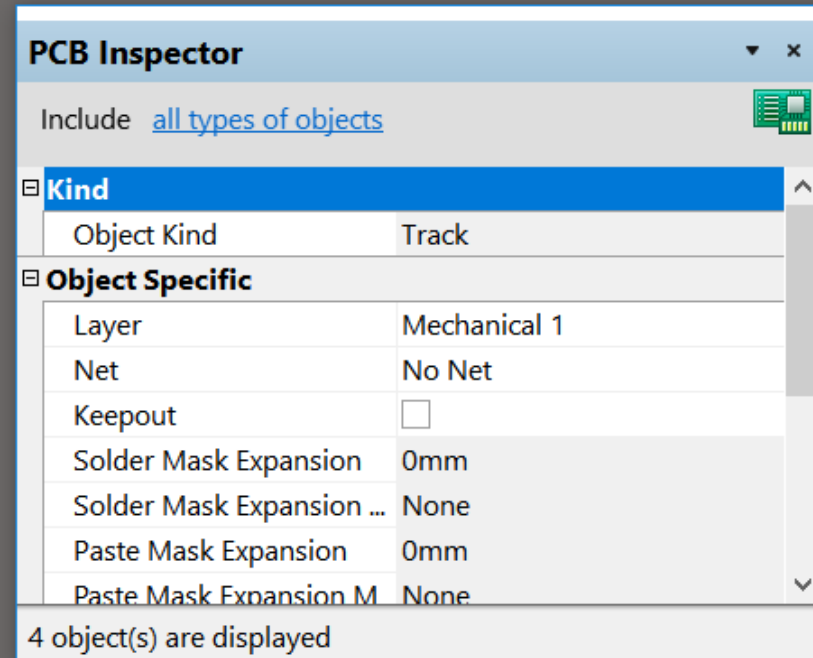 PCB Inspector
Include all types of objects
Kind
Object Kind Track
Object Specific
Layer Mechanical 1
Net No Net
Keepout
Solder Mask Expansion 0mm
Solder Mask Expansion ... None
Paste Mask Expansion 0mm
Paste Mask Expansion M None
4 object(s) are displayed